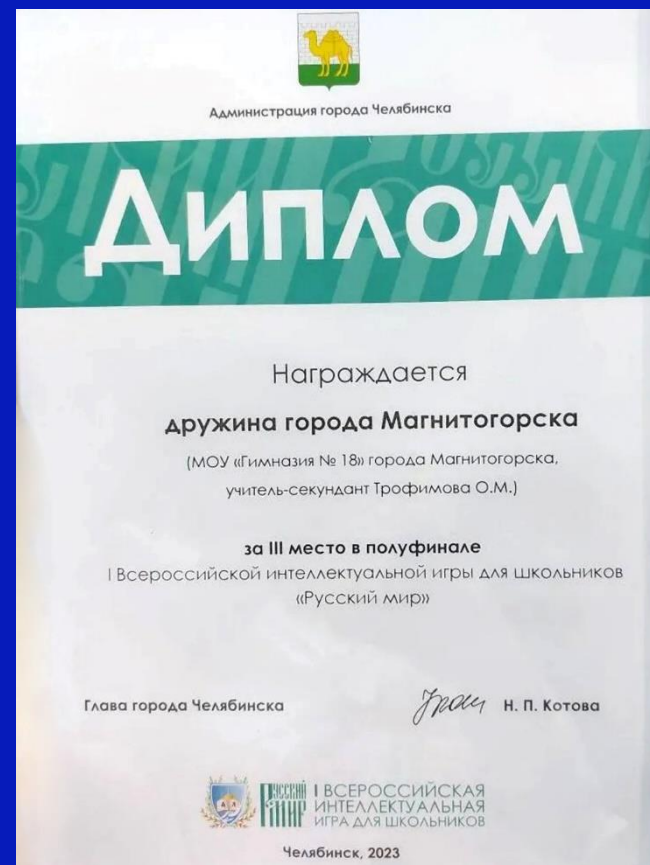 Администрация города Челябинска
Диплом
Награждается
дружина города Магнитогорска
(МОУ «Гимназия № 18» города Магнитогорска,
учитель-секундант Трофимова О.М.)
за III место в полуфинале
I Всероссийской интеллектуальной игры для школьников
«Русский мир»
Глава города Челябинска Н. П. Котова
РУССКИЙ МИР
I ВСЕРОССИЙСКАЯ
ИНТЕЛЛЕКТУАЛЬНАЯ
ИГРА ДЛЯ ШКОЛЬНИКОВ
Челябинск, 2023